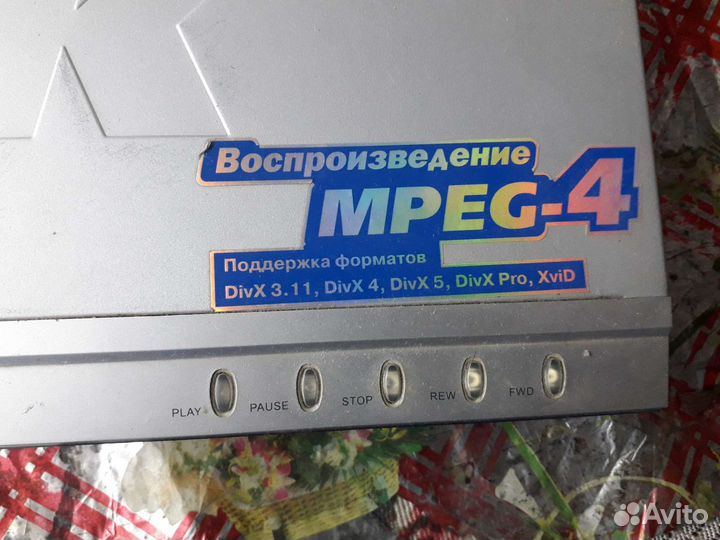 Воспроизведение
MPEG-4
Поддержка форматов
DivX 3.11, DivX 4, DivX 5, DivX Pro, XviD
PLAY PAUSE STOP REW FWD
Avito